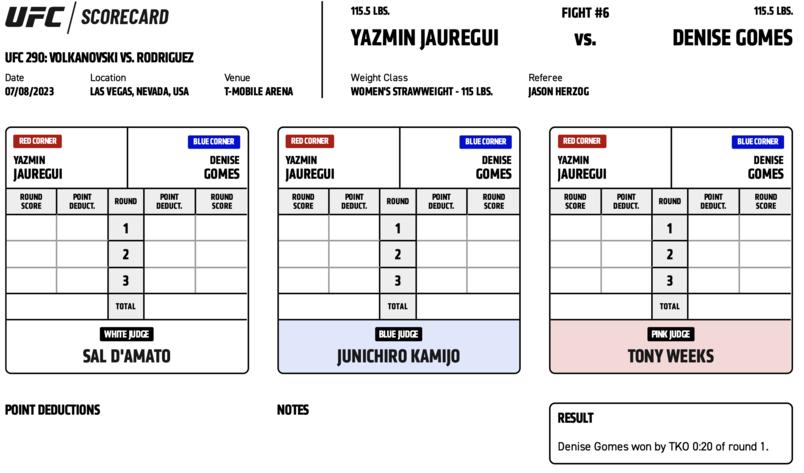 UFC / SCORECARD
UFC 290: VOLKANOVSKI VS. RODRIGUEZ
Date Location Venue
07/08/2023 LAS VEGAS, NEVADA, USA T-MOBILE ARENA
115.5 LBS. FIGHT #6 115.5 LBS.
YAZMIN JAUREGUI vs. DENISE GOMES
Weight Class Referee
WOMEN'S STRAWWEIGHT - 115 LBS. JASON HERZOG
RED CORNER BLUE CORNER
YAZMIN DENISE
JAUREGUI GOMES
ROUND POINT ROUND POINT ROUND
SCORE DEDUCT. DEDUCT. SCORE
1
2
3
TOTAL
WHITE JUDGE
SAL D'AMATO
RED CORNER BLUE CORNER
YAZMIN DENISE
JAUREGUI GOMES
ROUND POINT ROUND POINT ROUND
SCORE DEDUCT. DEDUCT. SCORE
1
2
3
TOTAL
BLUE JUDGE
JUNICHIRO KAMIJO
RED CORNER BLUE CORNER
YAZMIN DENISE
JAUREGUI GOMES
ROUND POINT ROUND POINT ROUND
SCORE DEDUCT. DEDUCT. SCORE
1
2
3
TOTAL
PINK JUDGE
TONY WEEKS
POINT DEDUCTIONS
NOTES
RESULT
Denise Gomes won by TKO 0:20 of round 1.